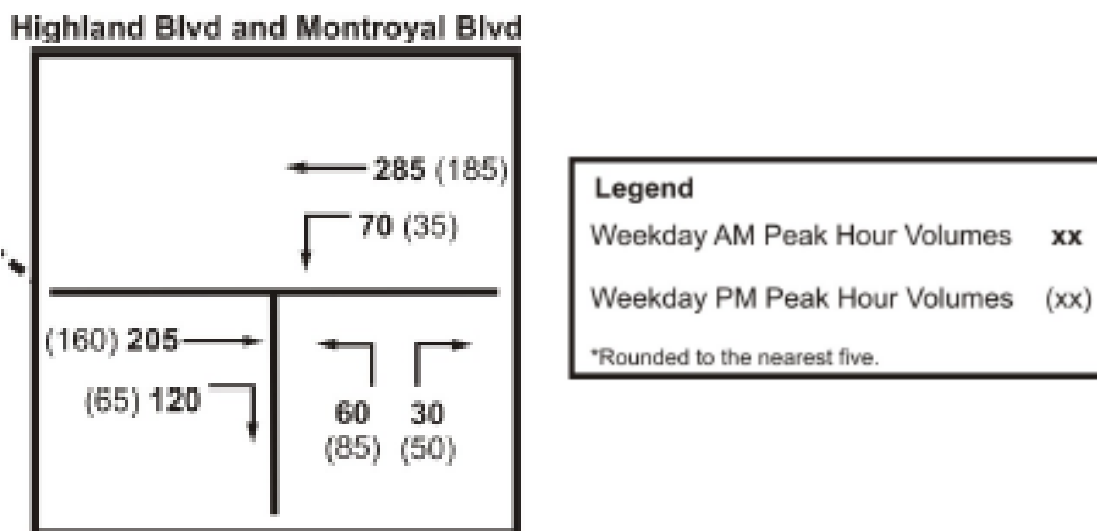 Highland Blvd and Montroyal Blvd
285 (185)
70 (35)
(160) 205
(65) 120
60 30
(85) (50)
Legend
Weekday AM Peak Hour Volumes xx
Weekday PM Peak Hour Volumes (xx)
*Rounded to the nearest five.